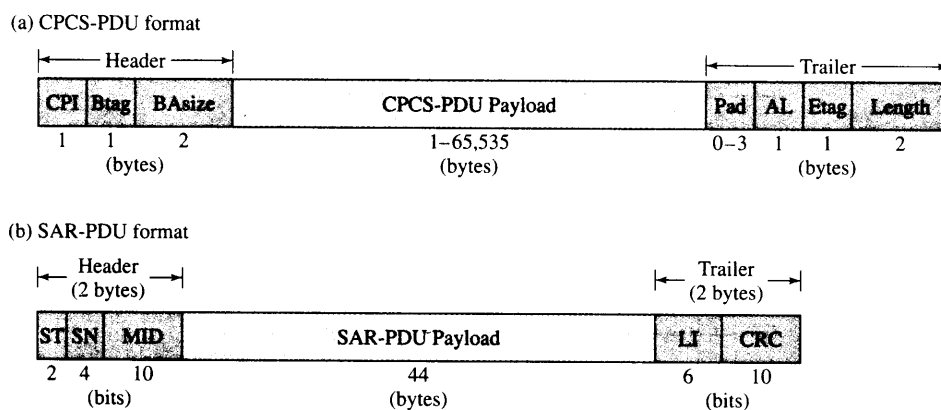 (a) CPCS-PDU format
Header
Trailer
CPI Btag BAsize CPCS-PDU Payload Pad AL Etag Length
1 1 2 1–65,535 0–3 1 1 2
(bytes) (bytes) (bytes)
(b) SAR-PDU format
Header
(2 bytes)
Trailer
(2 bytes)
ST SN MID SAR-PDU Payload LI CRC
2 4 10 44 6 10
(bits) (bytes) (bits)